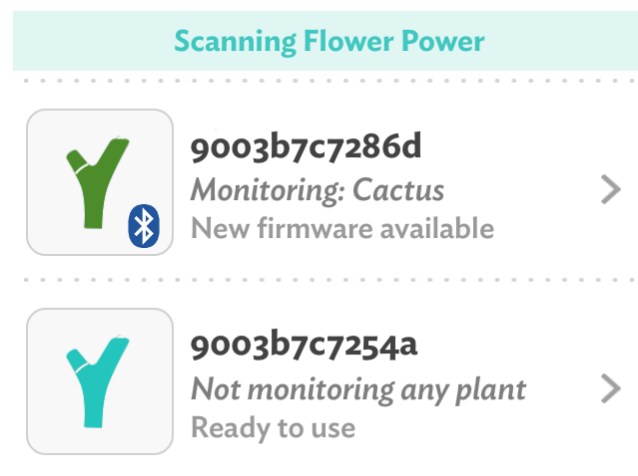 Scanning Flower Power
9003b7c7286d
Monitoring: Cactus
New firmware available
9003b7c7254a
Not monitoring any plant
Ready to use